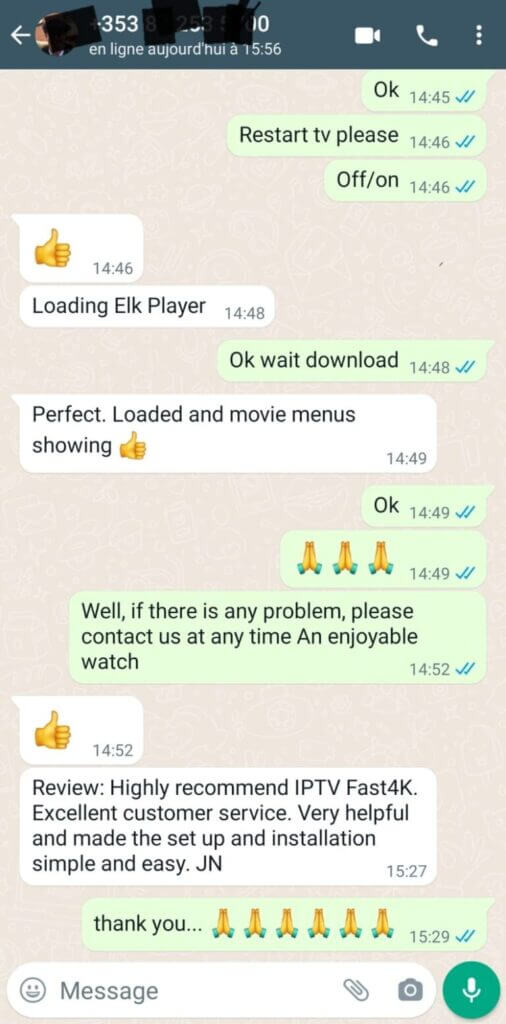 +353 8 253 5 00
en ligne aujourd'hui à 15:56
Ok 14:45
Restart tv please 14:46
Off/on 14:46
👍 14:46
Loading Elk Player 14:48
Ok wait download 14:48
Perfect. Loaded and movie menus
showing 👍
14:49
Ok 14:49
🙏🙏🙏 14:49
Well, if there is any problem, please
contact us at any time An enjoyable
watch
14:52
👍 14:52
Review: Highly recommend IPTV Fast4K.
Excellent customer service. Very helpful
and made the set up and installation
simple and easy. JN
15:27
thank you... 🙏🙏🙏🙏🙏🙏 15:29
Message